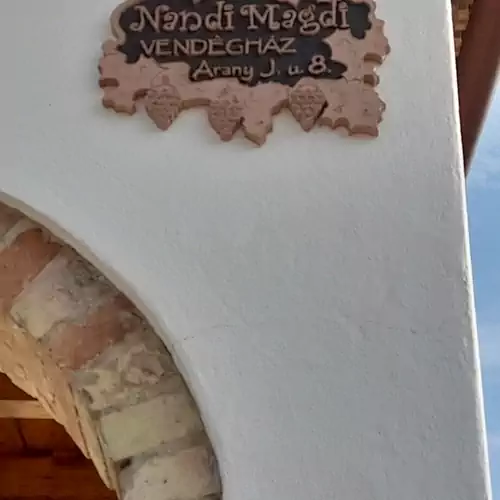 Nandi Magdi
VENDÉGHÁZ
Arany J. u. 8.